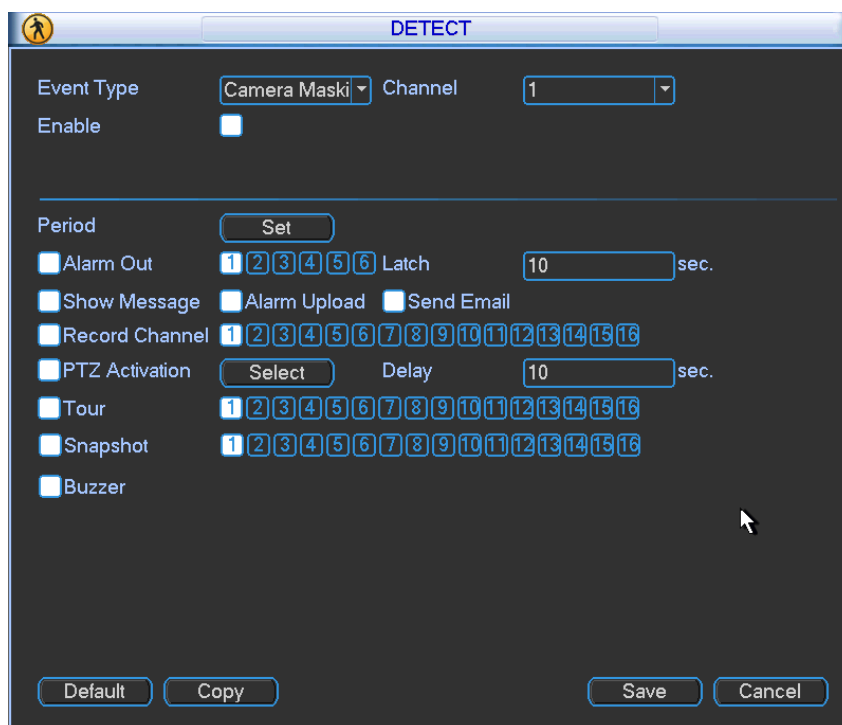 DETECT
Event Type Camera Maski Channel 1
Enable
Period Set
Alarm Out 1 2 3 4 5 6 Latch 10 sec.
Show Message Alarm Upload Send Email
Record Channel 1 2 3 4 5 6 7 8 9 10 11 12 13 14 15 16
PTZ Activation Select Delay 10 sec.
Tour 1 2 3 4 5 6 7 8 9 10 11 12 13 14 15 16
Snapshot 1 2 3 4 5 6 7 8 9 10 11 12 13 14 15 16
Buzzer
Default Copy Save Cancel